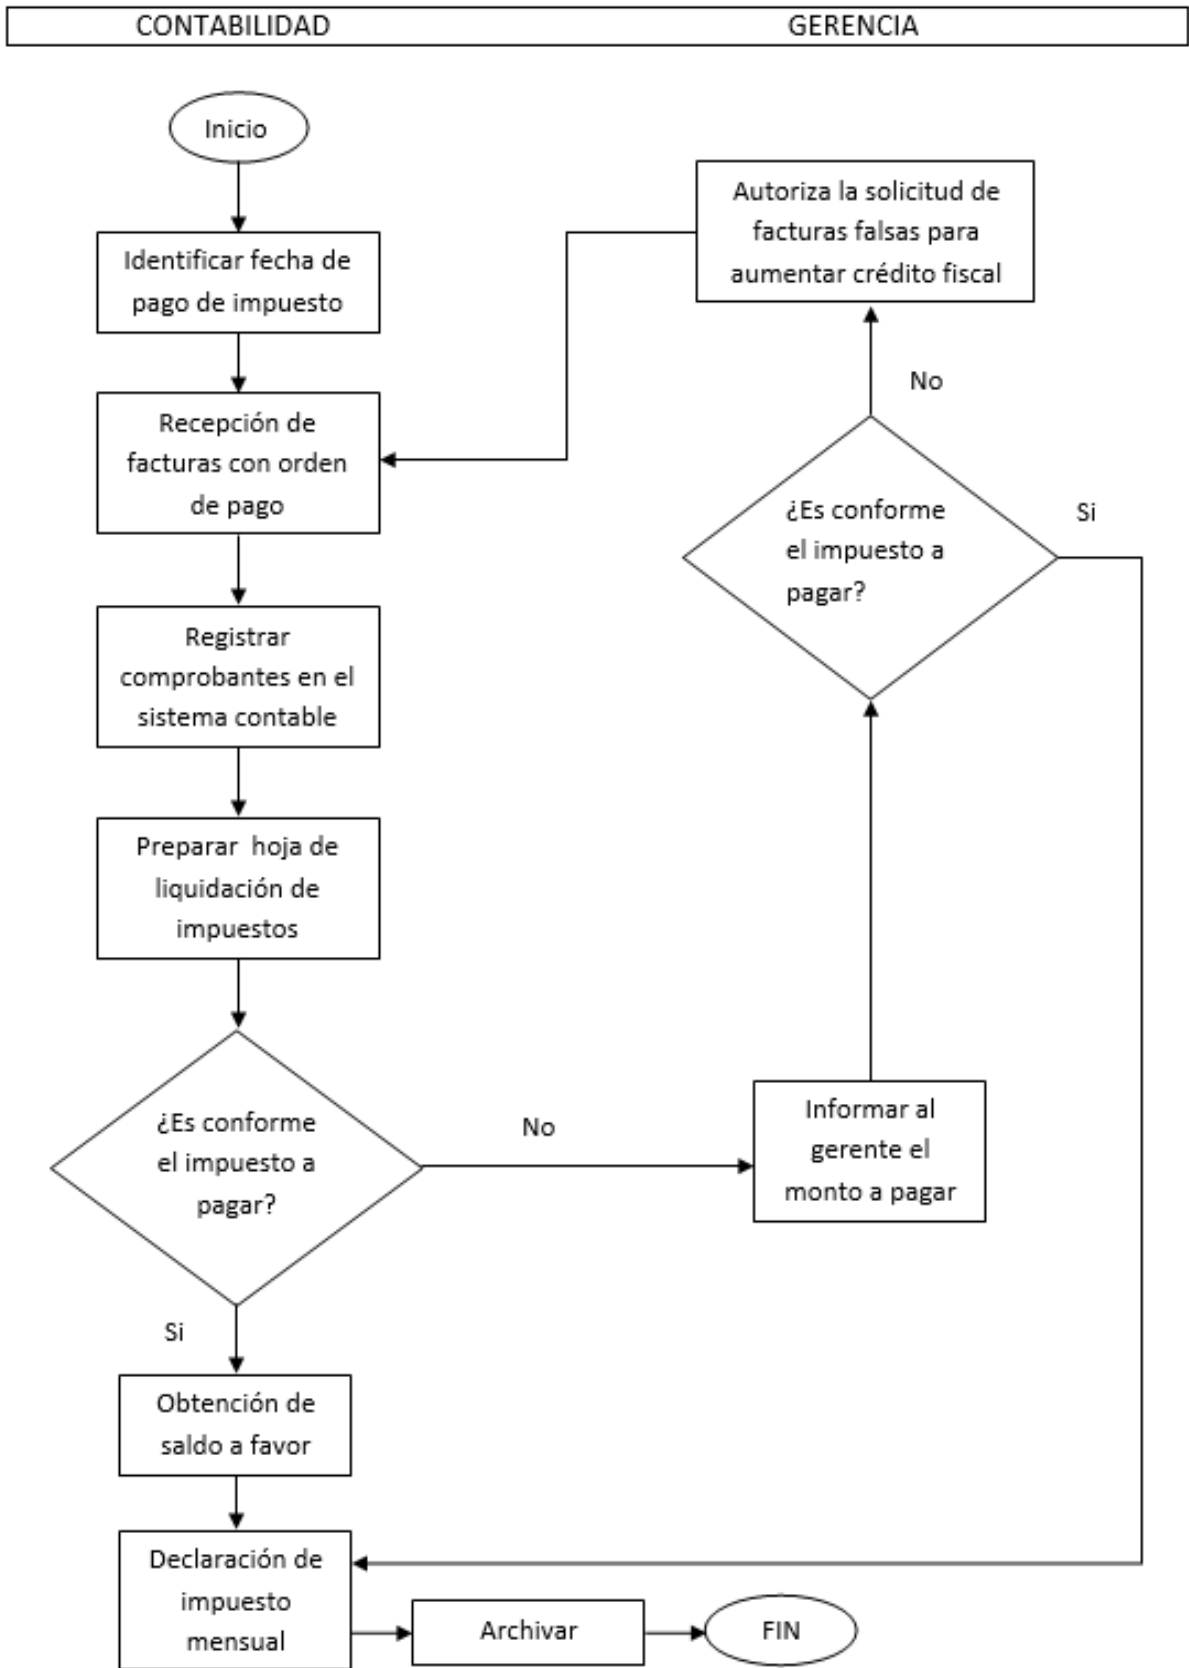 CONTABILIDAD GERENCIA
Inicio
Identificar fecha de
pago de impuesto
Recepción de
facturas con orden
de pago
Registrar
comprobantes en el
sistema contable
Preparar hoja de
liquidación de
impuestos
¿Es conforme
el impuesto a
pagar?
No
Informar al
gerente el
monto a pagar
¿Es conforme
el impuesto a
pagar?
No
Autoriza la solicitud de
facturas falsas para
aumentar crédito fiscal
Si
Si
Obtención de
saldo a favor
Declaración de
impuesto
mensual
Archivar
FIN